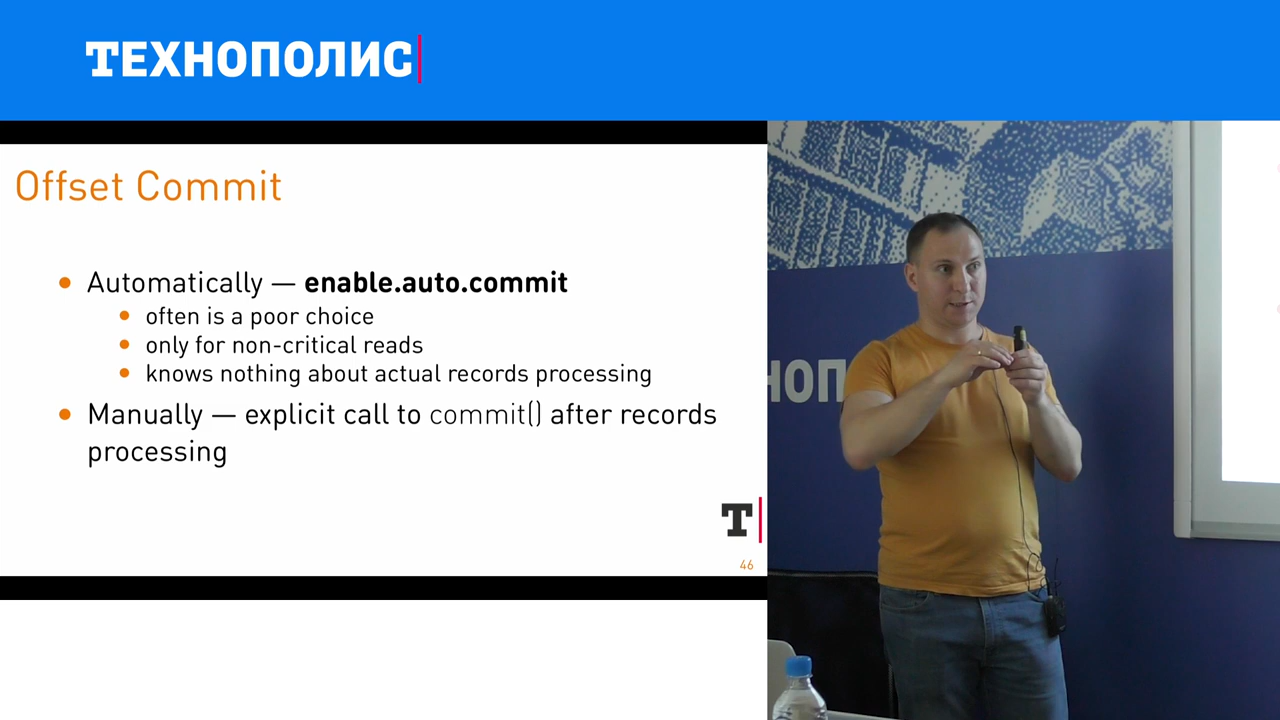 ТЕХНОПОЛИС
Offset Commit
Automatically — enable.auto.commit
often is a poor choice
only for non-critical reads
knows nothing about actual records processing
Manually — explicit call to commit() after records
processing
Т
46
НОП